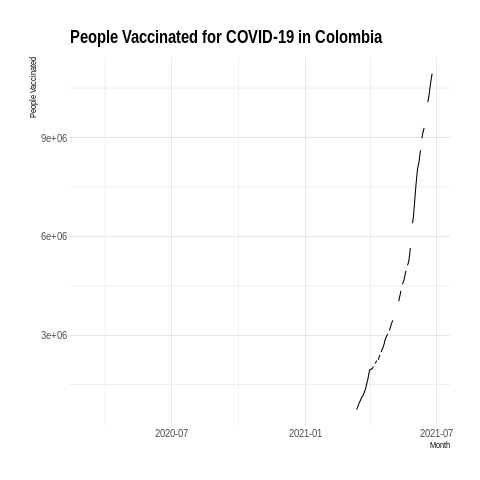 People Vaccinated for COVID-19 in Colombia
People Vaccinated
9e+06
6e+06
3e+06
2020-07
2021-01
2021-07
Month